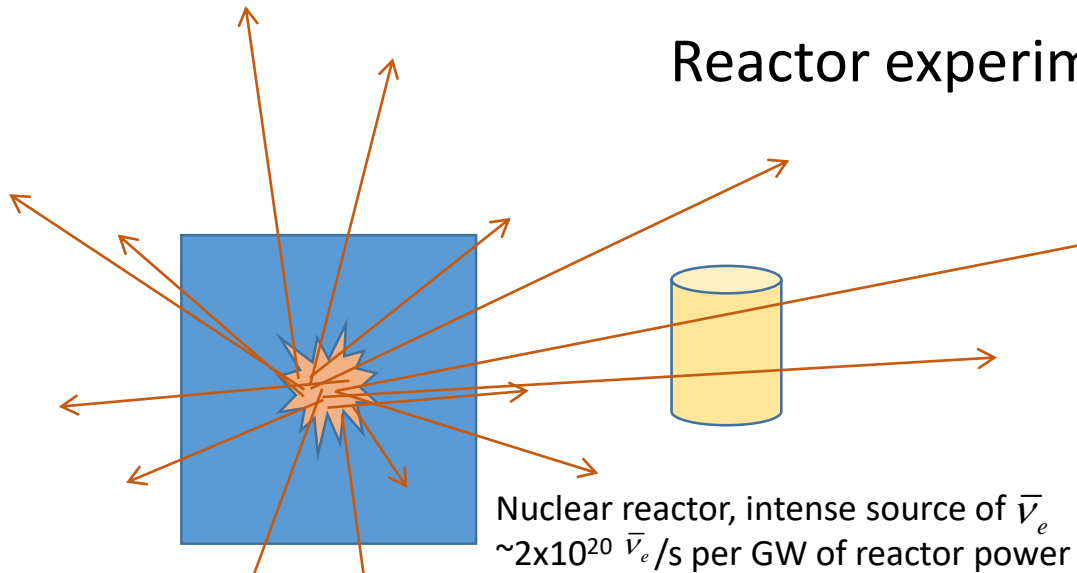 Reactor experim
Nuclear reactor, intense source of ν̅ₑ
~2x10²⁰ ν̅ₑ/s per GW of reactor power